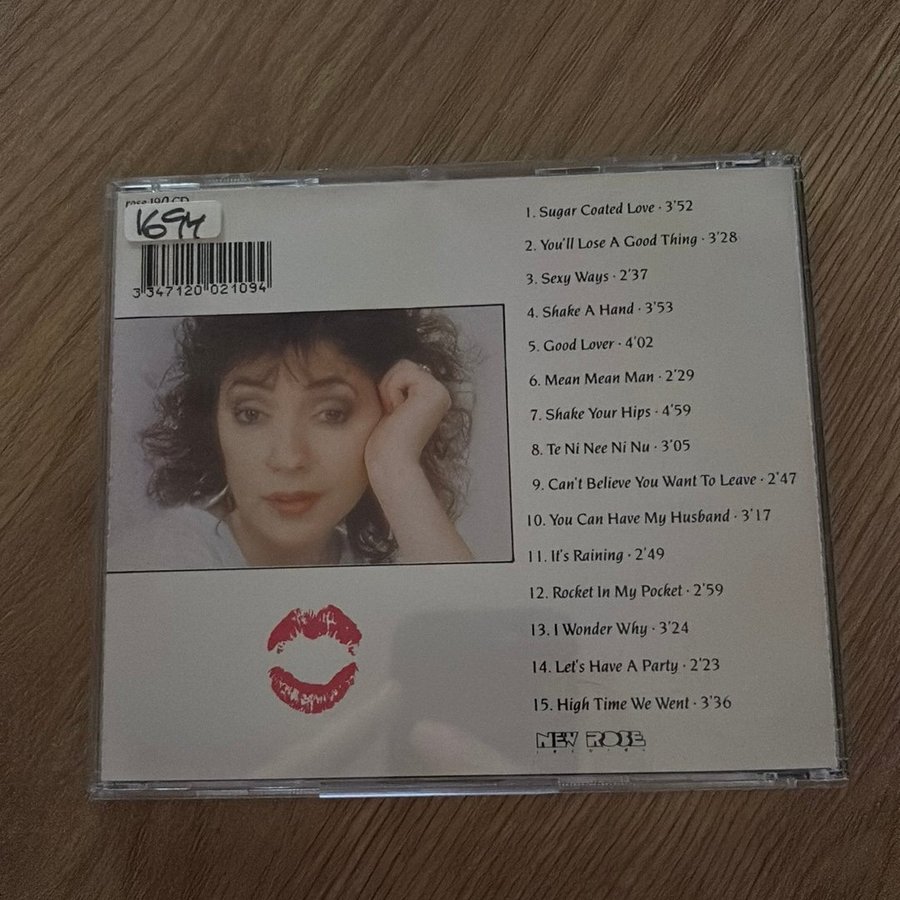 rose 190 CD
169M
3 347120 021094
1. Sugar Coated Love · 3'52
2. You'll Lose A Good Thing · 3'28
3. Sexy Ways · 2'37
4. Shake A Hand · 3'53
5. Good Lover · 4'02
6. Mean Mean Man · 2'29
7. Shake Your Hips · 4'59
8. Te Ni Nee Ni Nu · 3'05
9. Can't Believe You Want To Leave · 2'47
10. You Can Have My Husband · 3'17
11. It's Raining · 2'49
12. Rocket In My Pocket · 2'59
13. I Wonder Why · 3'24
14. Let's Have A Party · 2'23
15. High Time We Went · 3'36
NEW ROSE